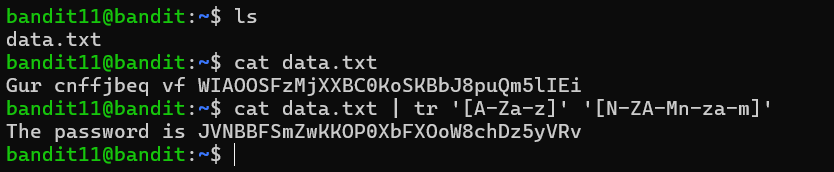 bandit11@bandit:~$ ls
data.txt
bandit11@bandit:~$ cat data.txt
Gur cnffjbeq vf WIAOOSFzMjXXBC0KoSKBbJ8puQm5lIEi
bandit11@bandit:~$ cat data.txt | tr '[A-Za-z]' '[N-ZA-Mn-za-m]'
The password is JVNBBFSmZwKKOP0XbFXOoW8chDz5yVRv
bandit11@bandit:~$